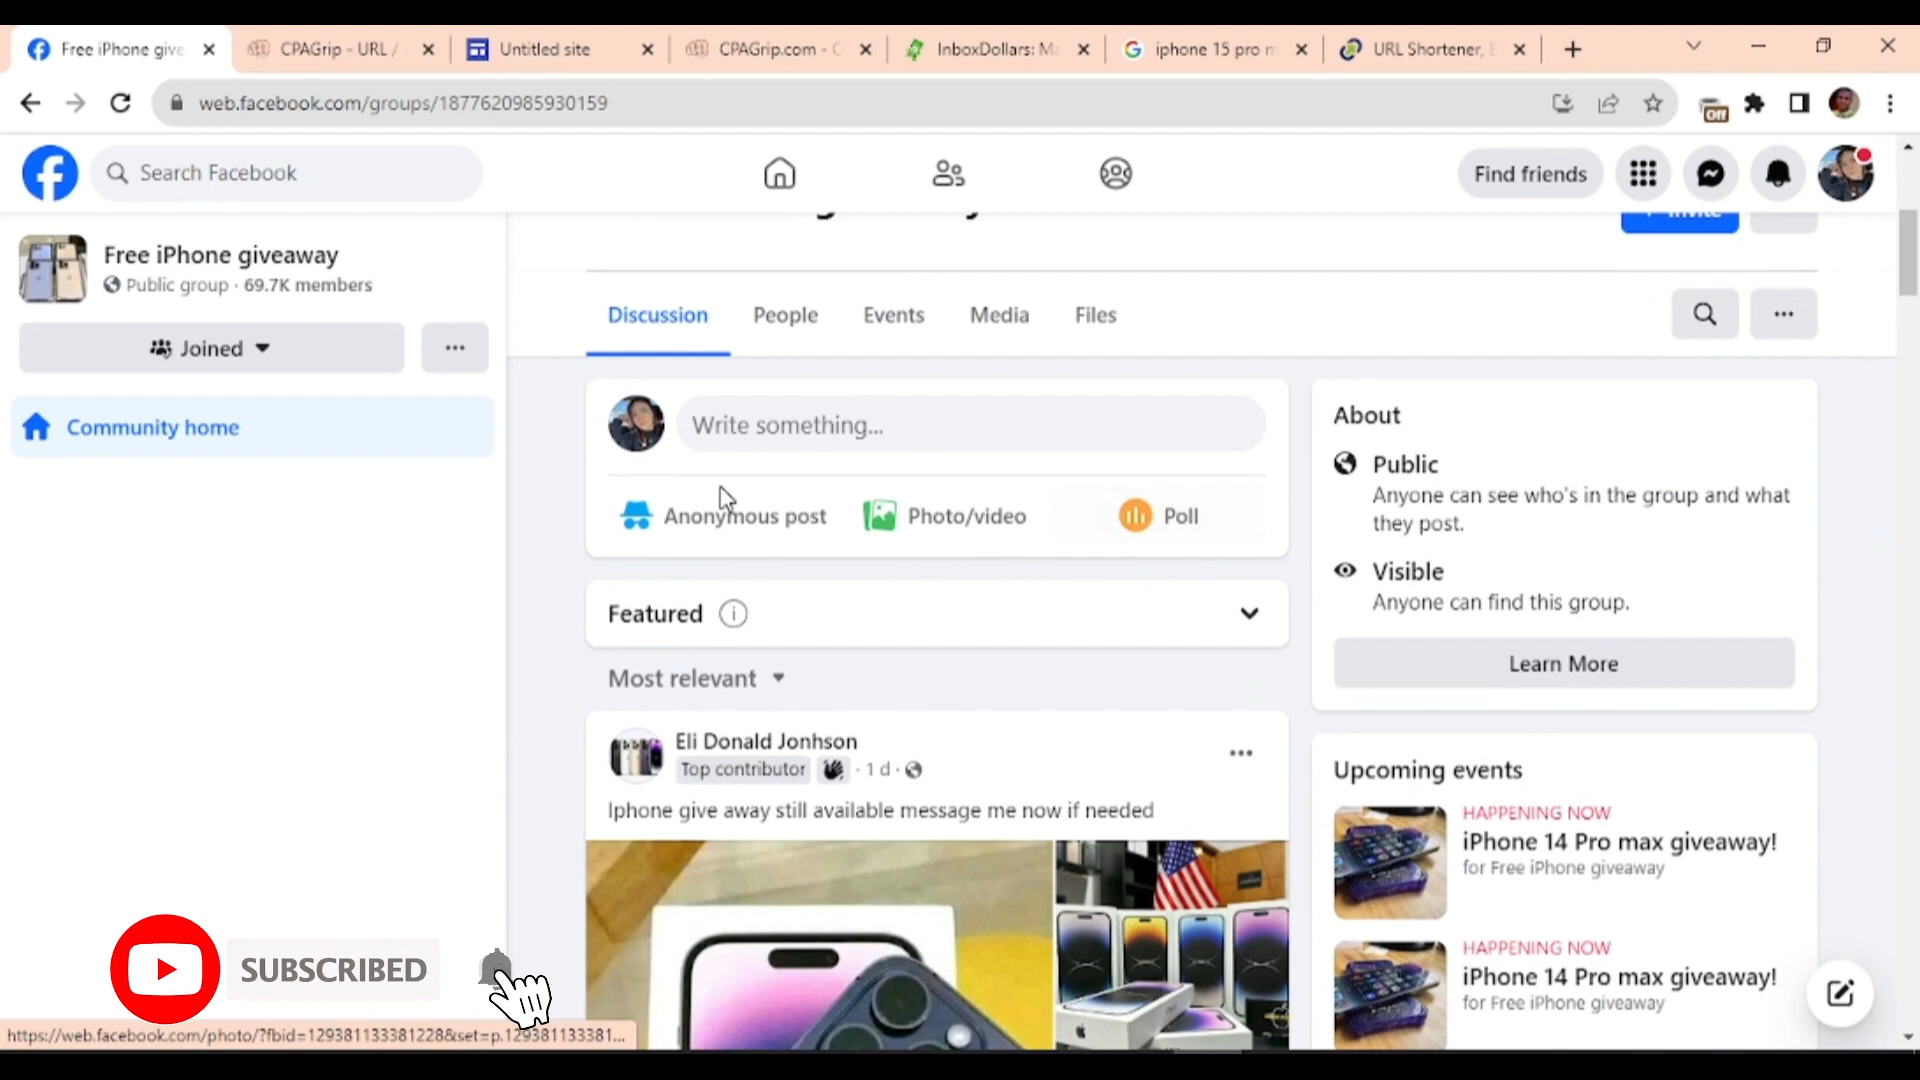 Free iPhone give
CPAGrip - URL /
Untitled site
CPAGrip.com - C
InboxDollars: Ma
iphone 15 pro m
URL Shortener,
web.facebook.com/groups/1877620985930159
Off
Search Facebook
Find friends
Free iPhone giveaway
Public group · 69.7K members
Joined
Community home
Invite
Discussion
People
Events
Media
Files
Write something...
Anonymous post
Photo/video
Poll
Featured
Most relevant
Eli Donald Jonhson
Top contributor
· 1 d ·
Iphone give away still available message me now if needed
About
Public
Anyone can see who's in the group and what
they post.
Visible
Anyone can find this group.
Learn More
Upcoming events
HAPPENING NOW
iPhone 14 Pro max giveaway!
for Free iPhone giveaway
HAPPENING NOW
iPhone 14 Pro max giveaway!
for Free iPhone giveaway
SUBSCRIBED
https://web.facebook.com/photo/?fbid=129381133381228&set=p.129381133381...